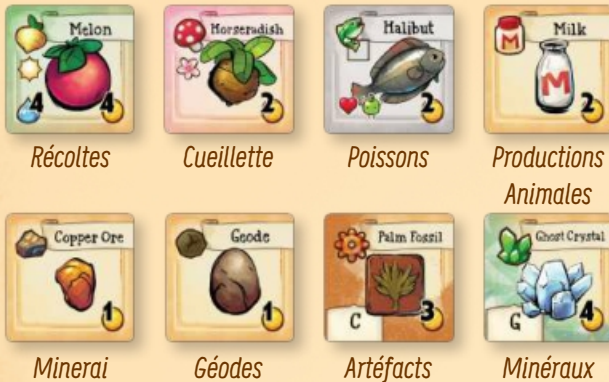 Melon
4
4
Horseradish
2
Halibut
2
M
Milk
M
2
Récoltes
Cueillette
Poissons
Productions
Animales
Copper Ore
1
Geode
1
Palm Fossil
C
3
Ghost Crystal
G
4
Minerai
Géodes
Artéfacts
Minéraux